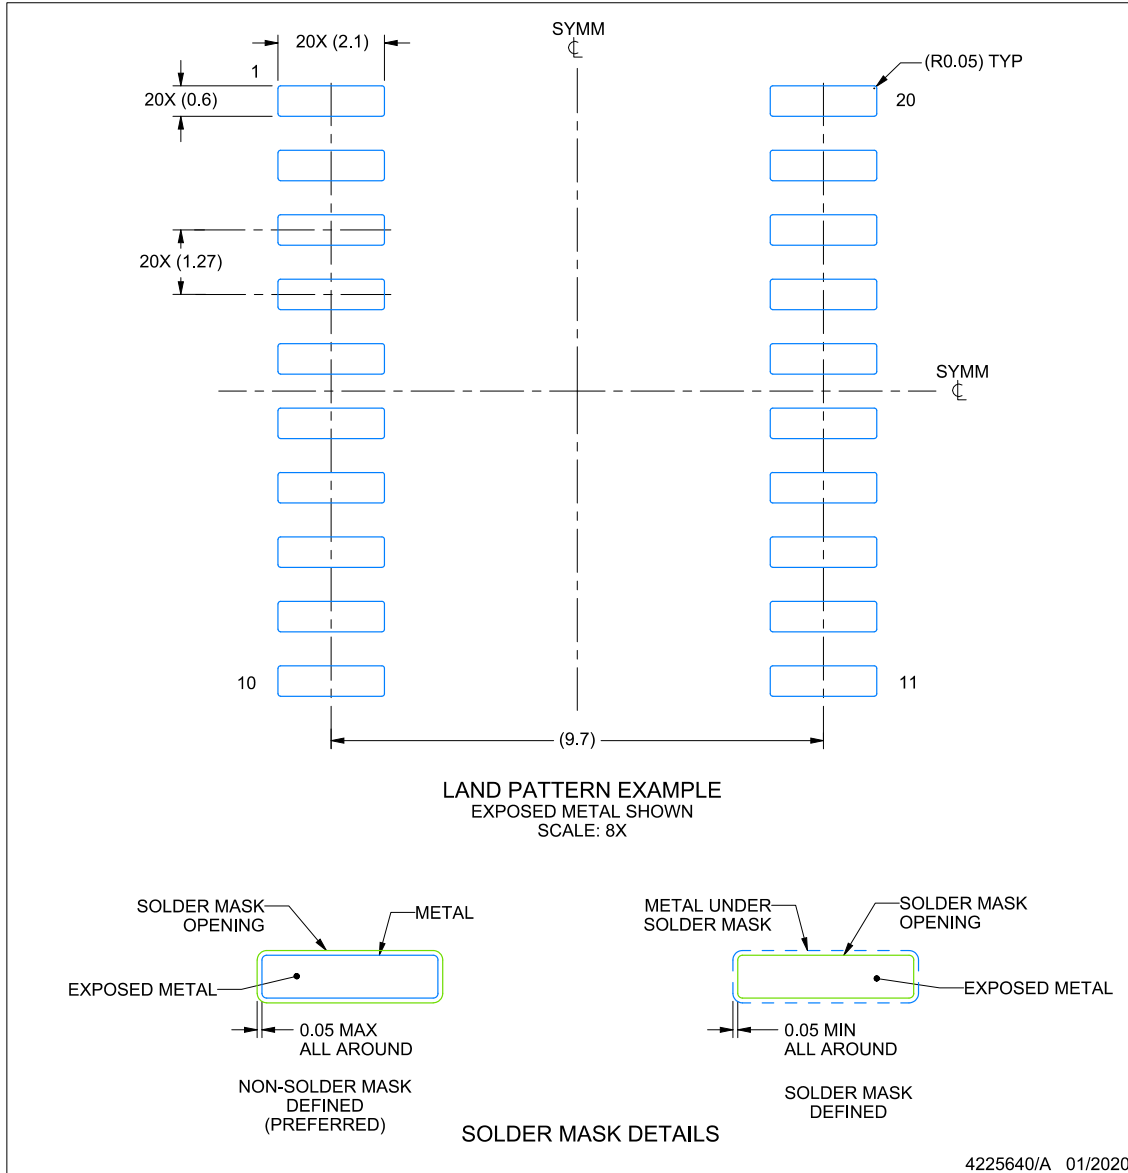 SYMM
℄
20X (2.1)
(R0.05) TYP
1
20X (0.6)
20
20X (1.27)
SYMM
℄
10
11
(9.7)
LAND PATTERN EXAMPLE
EXPOSED METAL SHOWN
SCALE: 8X
SOLDER MASK
OPENING
METAL
EXPOSED METAL
0.05 MAX
ALL AROUND
NON-SOLDER MASK
DEFINED
(PREFERRED)
METAL UNDER
SOLDER MASK
SOLDER MASK
OPENING
EXPOSED METAL
0.05 MIN
ALL AROUND
SOLDER MASK
DEFINED
SOLDER MASK DETAILS
4225640/A 01/2020